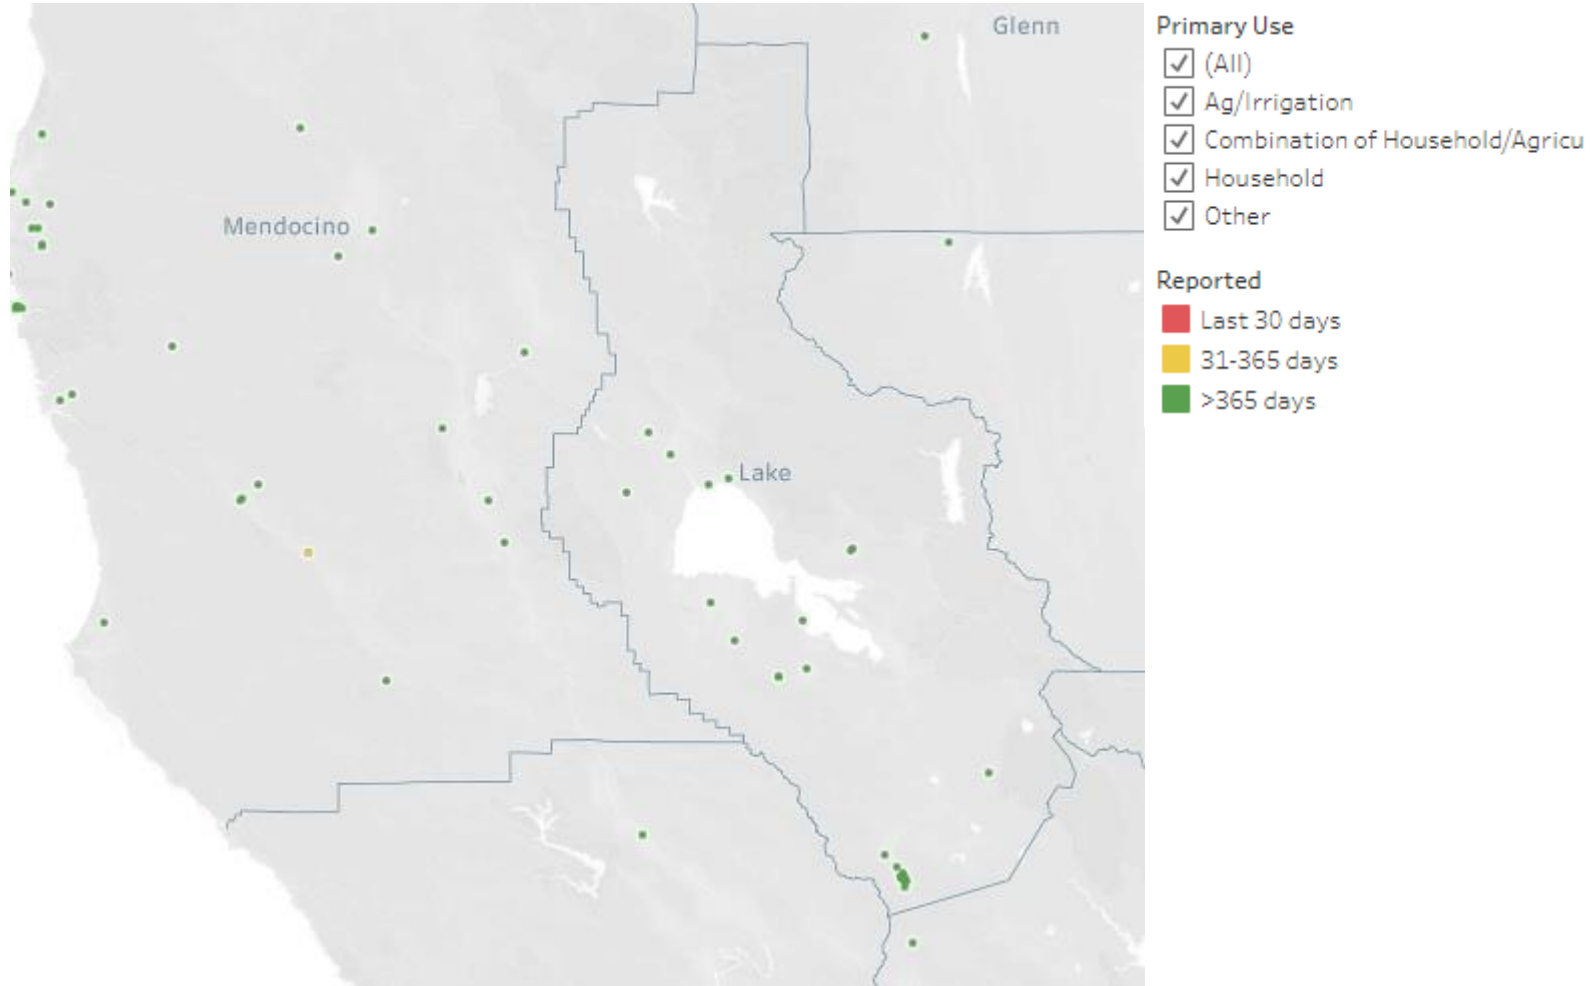 Glenn
Mendocino
Lake
Primary Use
(All)
Ag/Irrigation
Combination of Household/Agricu
Household
Other
Reported
Last 30 days
31-365 days
>365 days